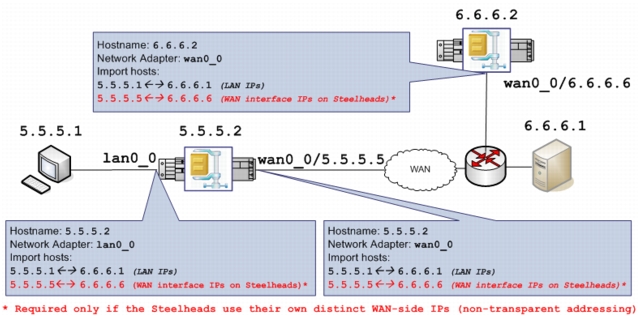 6.6.6.2
Hostname: 6.6.6.2
Network Adapter: wan0_0
Import hosts:
5.5.5.1←→6.6.6.1 (LAN IPs)
5.5.5.5←→6.6.6.6 (WAN interface IPs on Steelheads)*
wan0_0/6.6.6.6
5.5.5.1
5.5.5.2
6.6.6.1
lan0_0
wan0_0/5.5.5.5
WAN
Hostname: 5.5.5.2
Network Adapter: lan0_0
Import hosts:
5.5.5.1←→6.6.6.1 (LAN IPs)
5.5.5.5←→6.6.6.6 (WAN interface IPs on Steelheads)*
Hostname: 5.5.5.2
Network Adapter: wan0_0
Import hosts:
5.5.5.1←→6.6.6.1 (LAN IPs)
5.5.5.5←→6.6.6.6 (WAN interface IPs on Steelheads)*
* Required only if the Steelheads use their own distinct WAN-side IPs (non-transparent addressing)